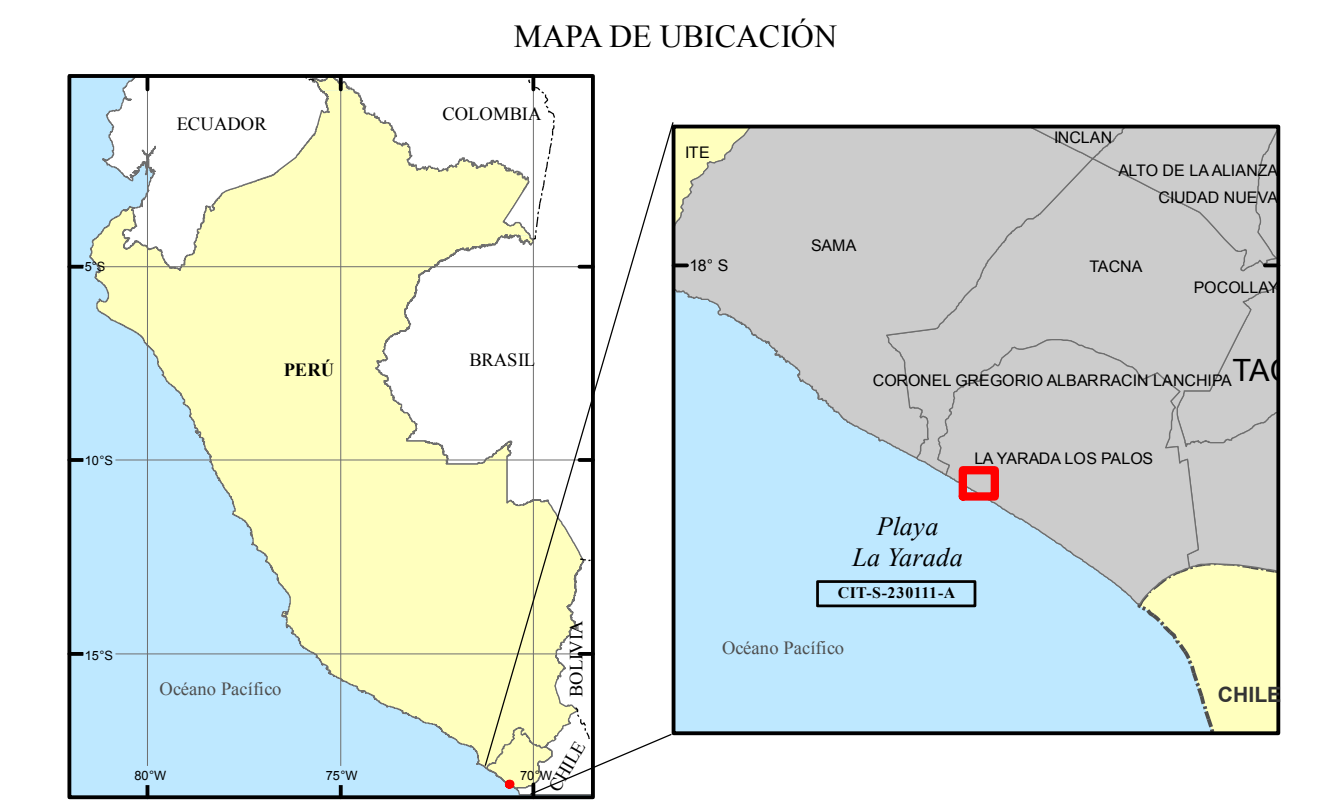 MAPA DE UBICACIÓN
ECUADOR
COLOMBIA
5°S
PERÚ
BRASIL
10°S
15°S
BOLIVIA
Océano Pacífico
CHILE
80°W
75°W
70°W
ITE
INCLAN
ALTO DE LA ALIANZA
CIUDAD NUEVA
SAMA
18° S
TACNA
POCOLLAY
CORONEL GREGORIO ALBARRACIN LANCHIPA
TAC
LA YARADA LOS PALOS
Playa
La Yarada
CIT-S-230111-A
Océano Pacífico
CHILE